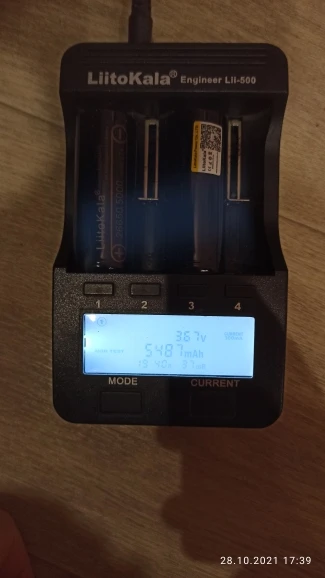 LiitoKala® Engineer Lii-500
LiitoKala
1 2 3 4
3.67V
5487mAh
MODE CURRENT
28.10.2021 17:39